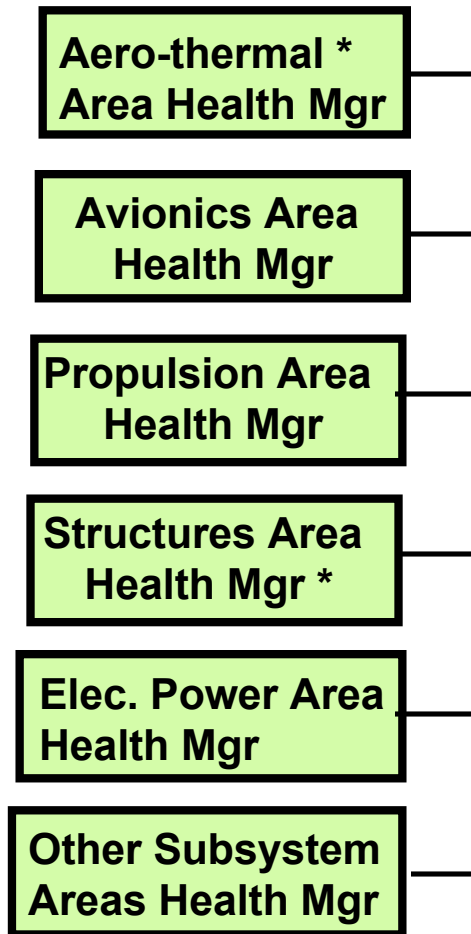 Aero-thermal *
Area Health Mgr
Avionics Area
Health Mgr
Propulsion Area
Health Mgr
Structures Area
Health Mgr *
Elec. Power Area
Health Mgr
Other Subsystem
Areas Health Mgr